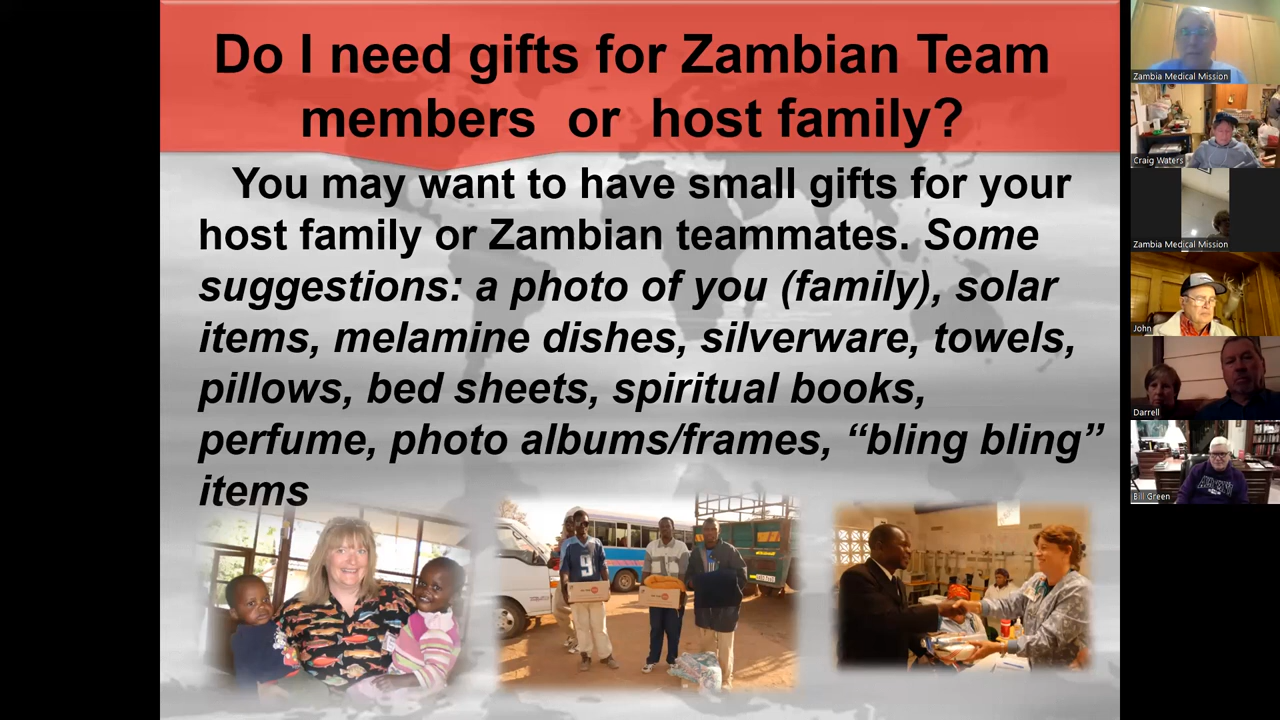 Do I need gifts for Zambian Team
members or host family?
You may want to have small gifts for your
host family or Zambian teammates. Some
suggestions: a photo of you (family), solar
items, melamine dishes, silverware, towels,
pillows, bed sheets, spiritual books,
perfume, photo albums/frames, “bling bling”
items
9
Zambia Medical Mission
Craig Waters
Zambia Medical Mission
John
Darrell
Bill Green